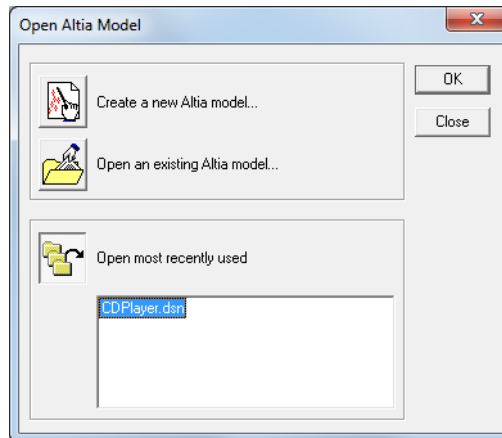 Open Altia Model
Create a new Altia model...
Open an existing Altia model...
OK
Close
Open most recently used
CDPlayer.dsn